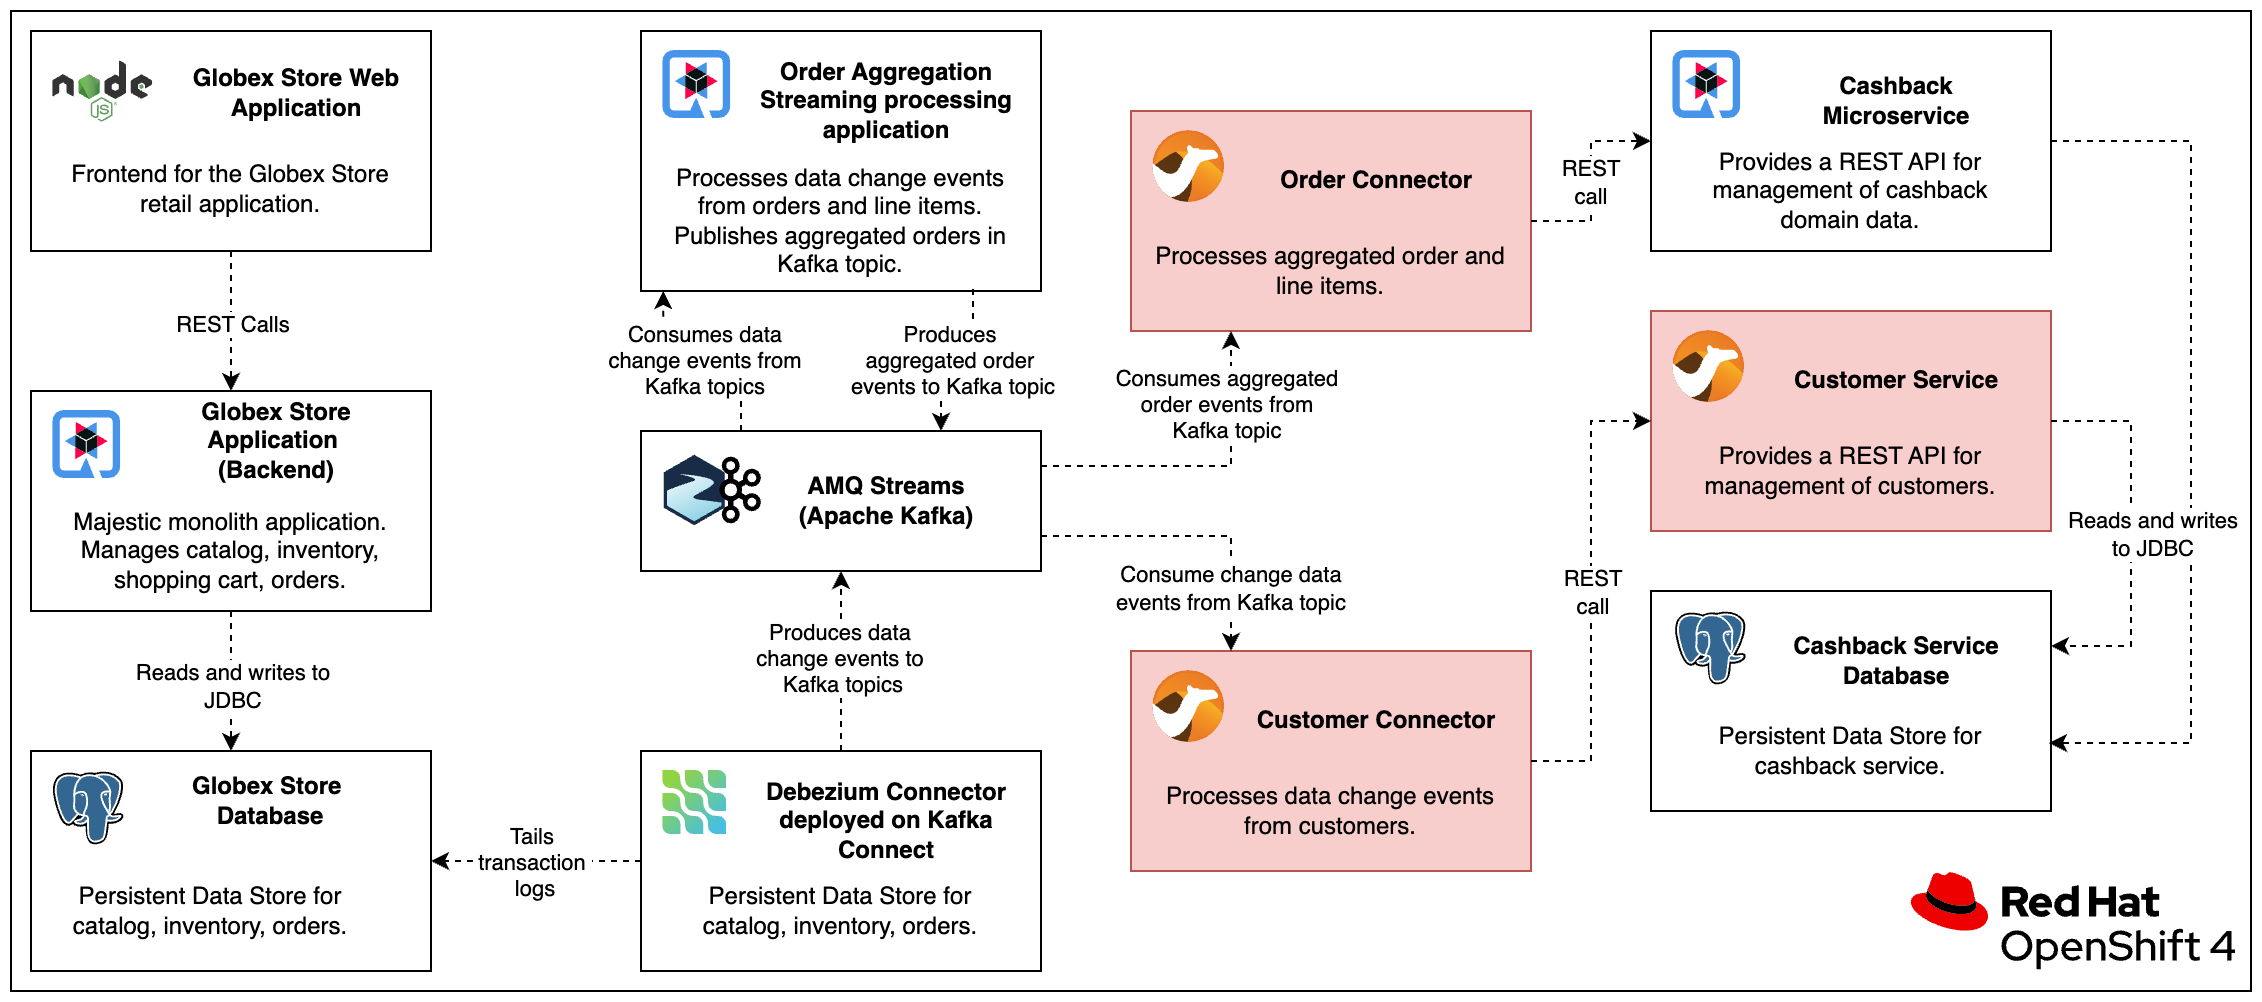 node
JS
Globex Store Web
Application
Frontend for the Globex Store
retail application.
REST Calls
Globex Store
Application
(Backend)
Majestic monolith application.
Manages catalog, inventory,
shopping cart, orders.
Reads and writes to
JDBC
Globex Store
Database
Persistent Data Store for
catalog, inventory, orders.
Tails
transaction
logs
Order Aggregation
Streaming processing
application
Processes data change events
from orders and line items.
Publishes aggregated orders in
Kafka topic.
Consumes data
change events from
Kafka topics
Produces
aggregated order
events to Kafka topic
AMQ Streams
(Apache Kafka)
Produces data
change events to
Kafka topics
Debezium Connector
deployed on Kafka
Connect
Persistent Data Store for
catalog, inventory, orders.
Order Connector
Processes aggregated order and
line items.
Consumes aggregated
order events from
Kafka topic
Consume change data
events from Kafka topic
Customer Connector
Processes data change events
from customers.
REST
call
REST
call
Cashback
Microservice
Provides a REST API for
management of cashback
domain data.
Customer Service
Provides a REST API for
management of customers.
Reads and writes
to JDBC
Cashback Service
Database
Persistent Data Store for
cashback service.
Red Hat
OpenShift 4